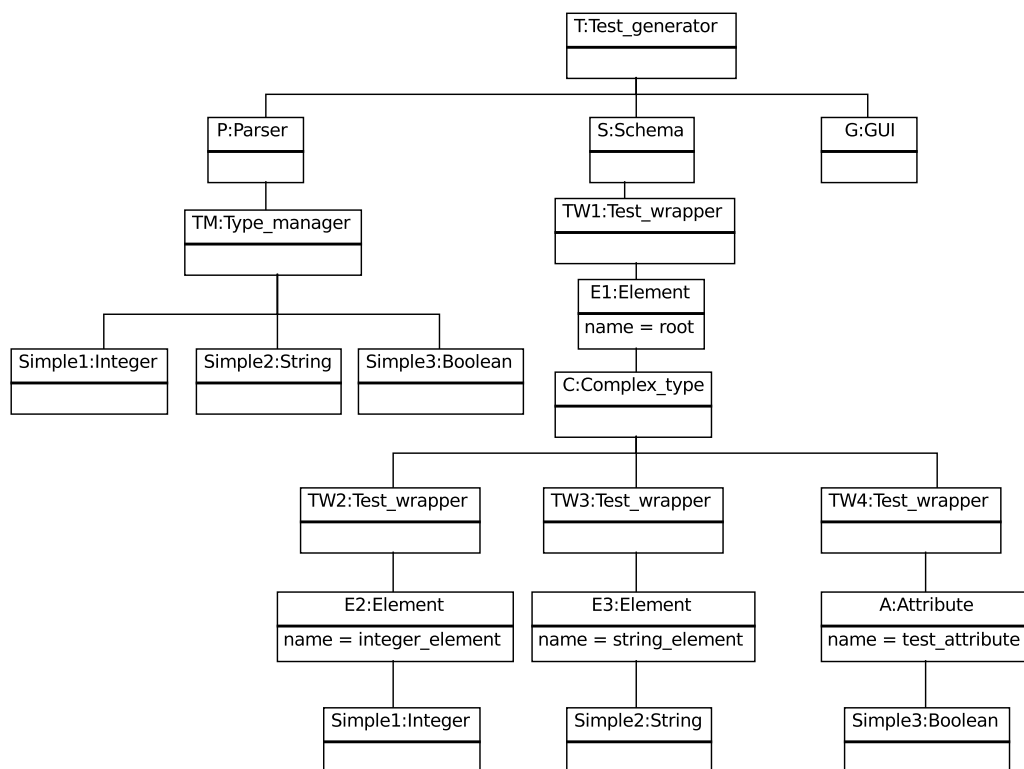 T:Test_generator
P:Parser
S:Schema
G:GUI
TM:Type_manager
TW1:Test_wrapper
E1:Element
name = root
Simple1:Integer
Simple2:String
Simple3:Boolean
C:Complex_type
TW2:Test_wrapper
TW3:Test_wrapper
TW4:Test_wrapper
E2:Element
name = integer_element
E3:Element
name = string_element
A:Attribute
name = test_attribute
Simple1:Integer
Simple2:String
Simple3:Boolean